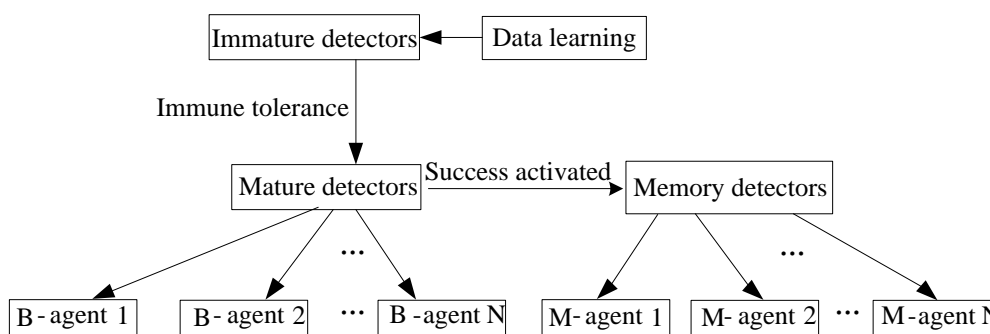 Immature detectors
Data learning
Immune tolerance
Mature detectors
Success activated
Memory detectors
...
...
B-agent 1
B-agent 2
...
B-agent N
M-agent 1
M-agent 2
...
M-agent N